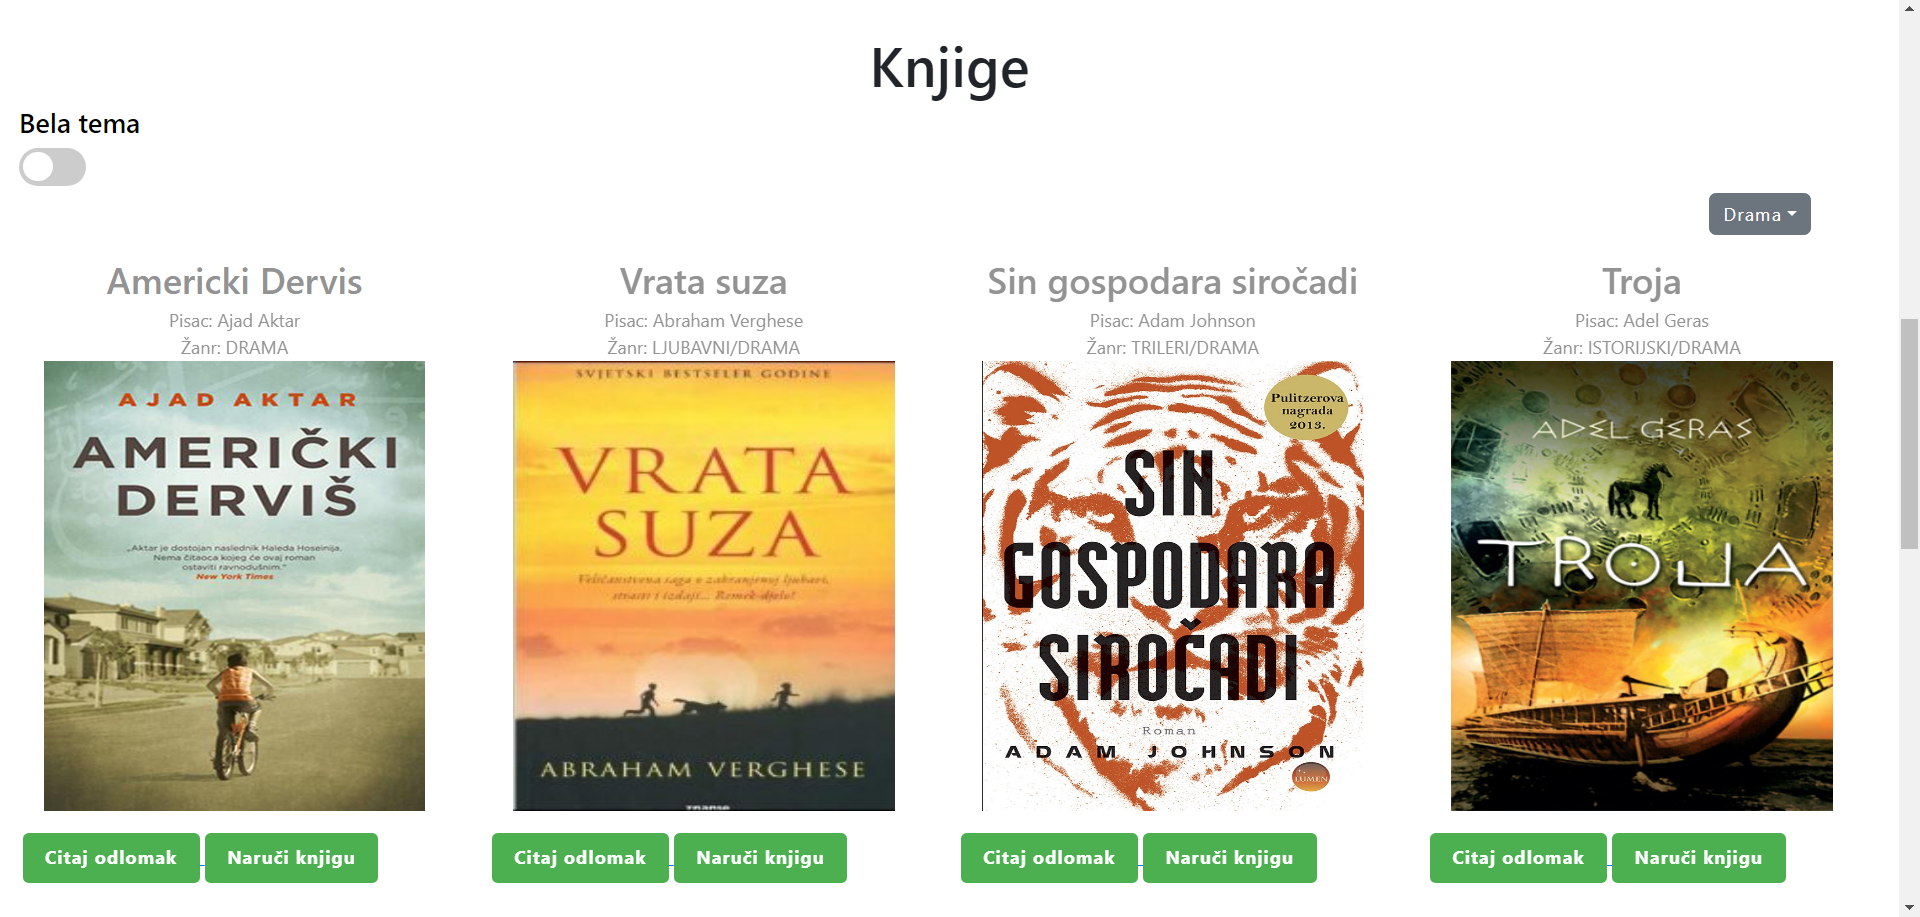 Knjige
Bela tema
Drama
Americki Dervis
Pisac: Ajad Aktar
Žanr: DRAMA
AJAD AKTAR
AMERIČKI
DERVIŠ
„Aktar je dostojan naslednik Haleda Hoseinija.
Nema čitaoca kojeg će ovaj roman
ostaviti ravnodušnim."
New York Times
Citaj odlomak
Naruči knjigu
Vrata suza
Pisac: Abraham Verghese
Žanr: LJUBAVNI/DRAMA
SVJETSKI BESTSELER GODINE
VRATA
SUZA
Veličanstvena saga o zabranjenoj ljubavi,
strasti i izdaji... Remek-djelo!
ABRAHAM VERGHESE
Citaj odlomak
Naruči knjigu
Sin gospodara siročadi
Pisac: Adam Johnson
Žanr: TRILERI/DRAMA
Pulitzerova
nagrada
2013.
SIN
GOSPODARA
SIROČADI
Roman
ADAM JOHNSON
LUMEN
Citaj odlomak
Naruči knjigu
Troja
Pisac: Adel Geras
Žanr: ISTORIJSKI/DRAMA
ADEL GERAS
TROJA
Citaj odlomak
Naruči knjigu